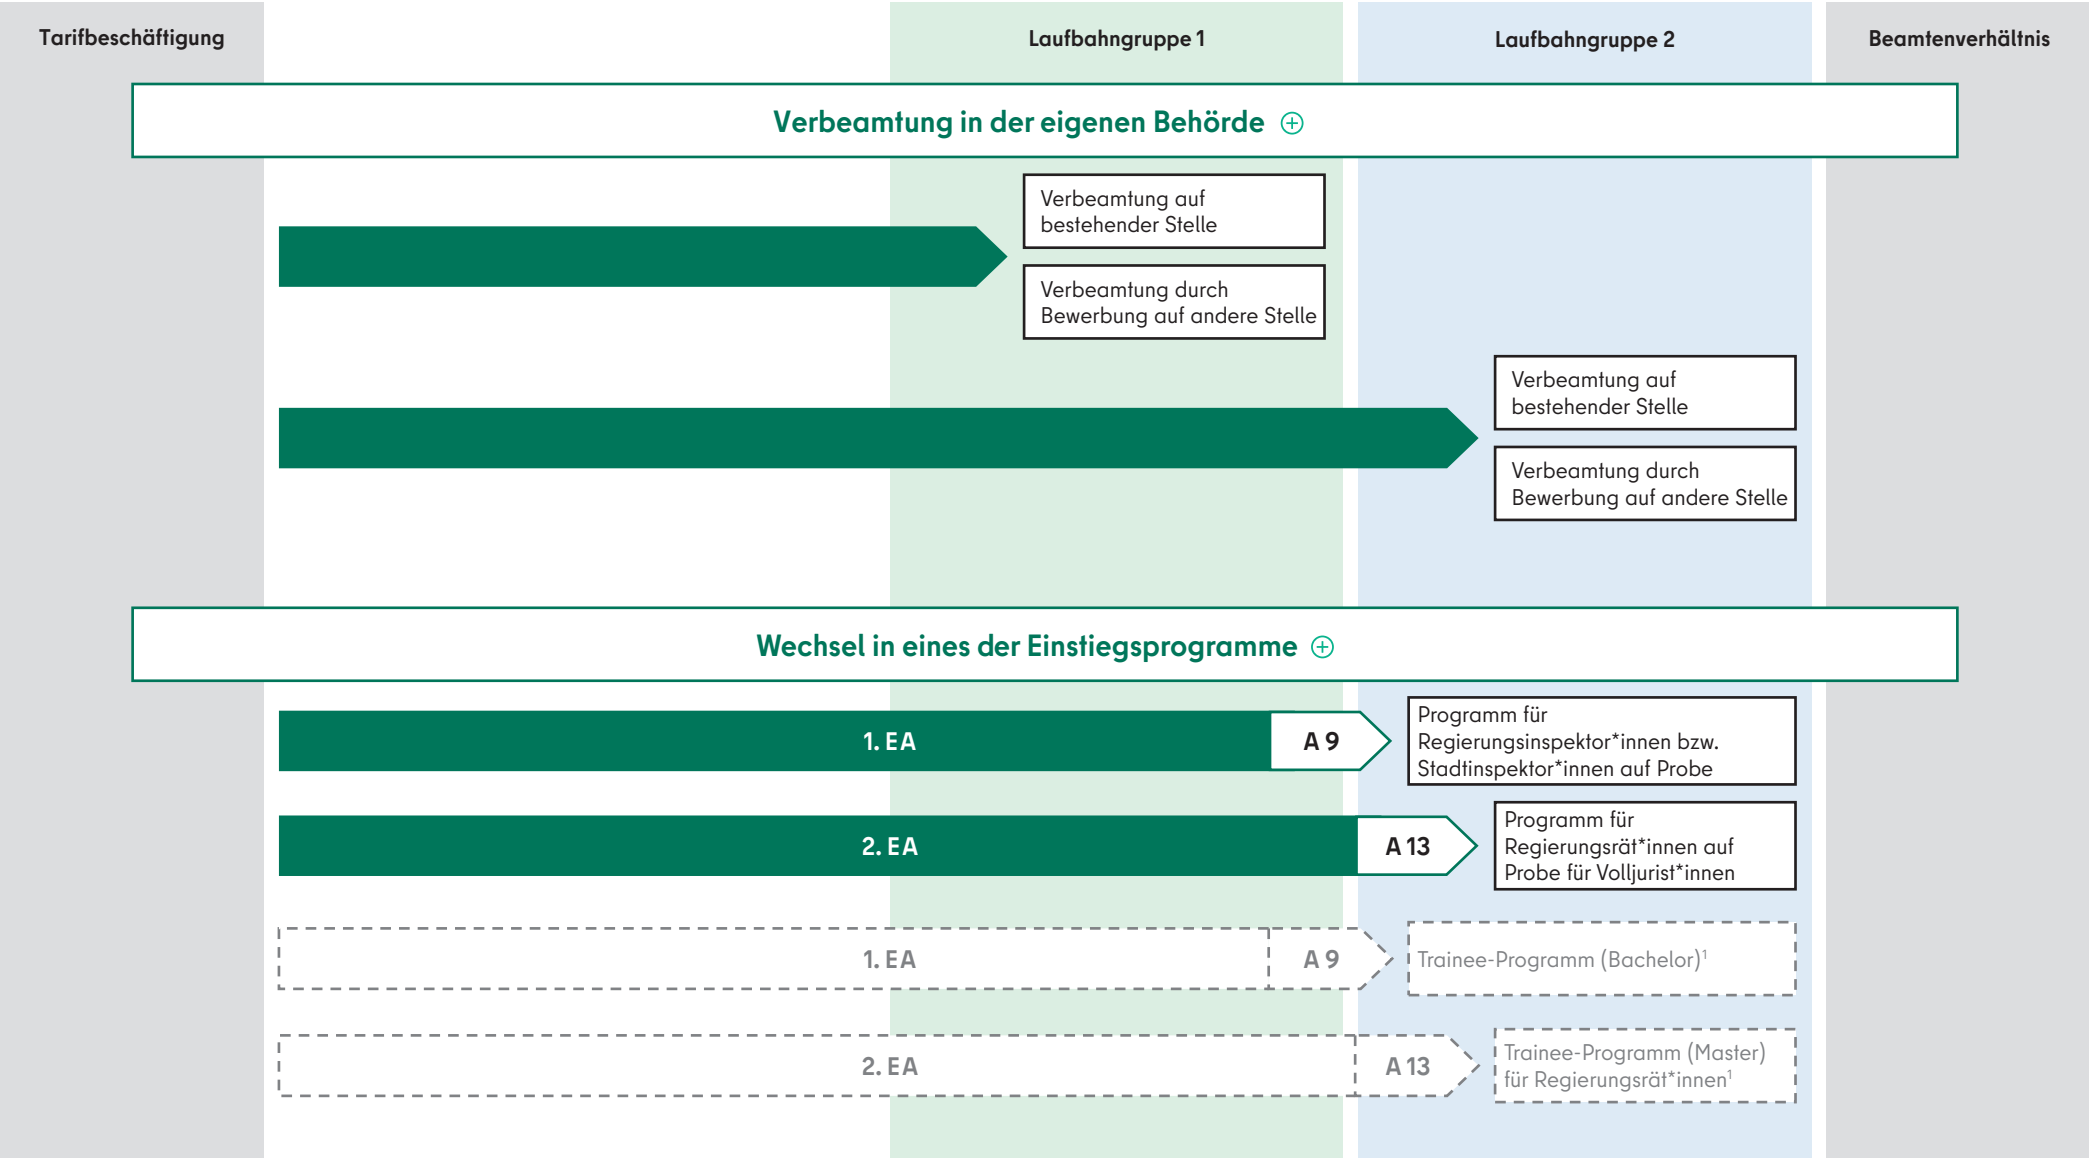 Tarifbeschäftigung
Laufbahngruppe 1
Laufbahngruppe 2
Beamtenverhältnis
Verbeamtung in der eigenen Behörde ⊕
Verbeamtung auf
bestehender Stelle
Verbeamtung durch
Bewerbung auf andere Stelle
Verbeamtung auf
bestehender Stelle
Verbeamtung durch
Bewerbung auf andere Stelle
Wechsel in eines der Einstiegsprogramme ⊕
1. EA
A 9
Programm für
Regierungsinspektor*innen bzw.
Stadtinspektor*innen auf Probe
2. EA
A 13
Programm für
Regierungsrät*innen auf
Probe für Volljurist*innen
1. EA
A 9
Trainee-Programm (Bachelor)¹
2. EA
A 13
Trainee-Programm (Master)
für Regierungsrät*innen¹